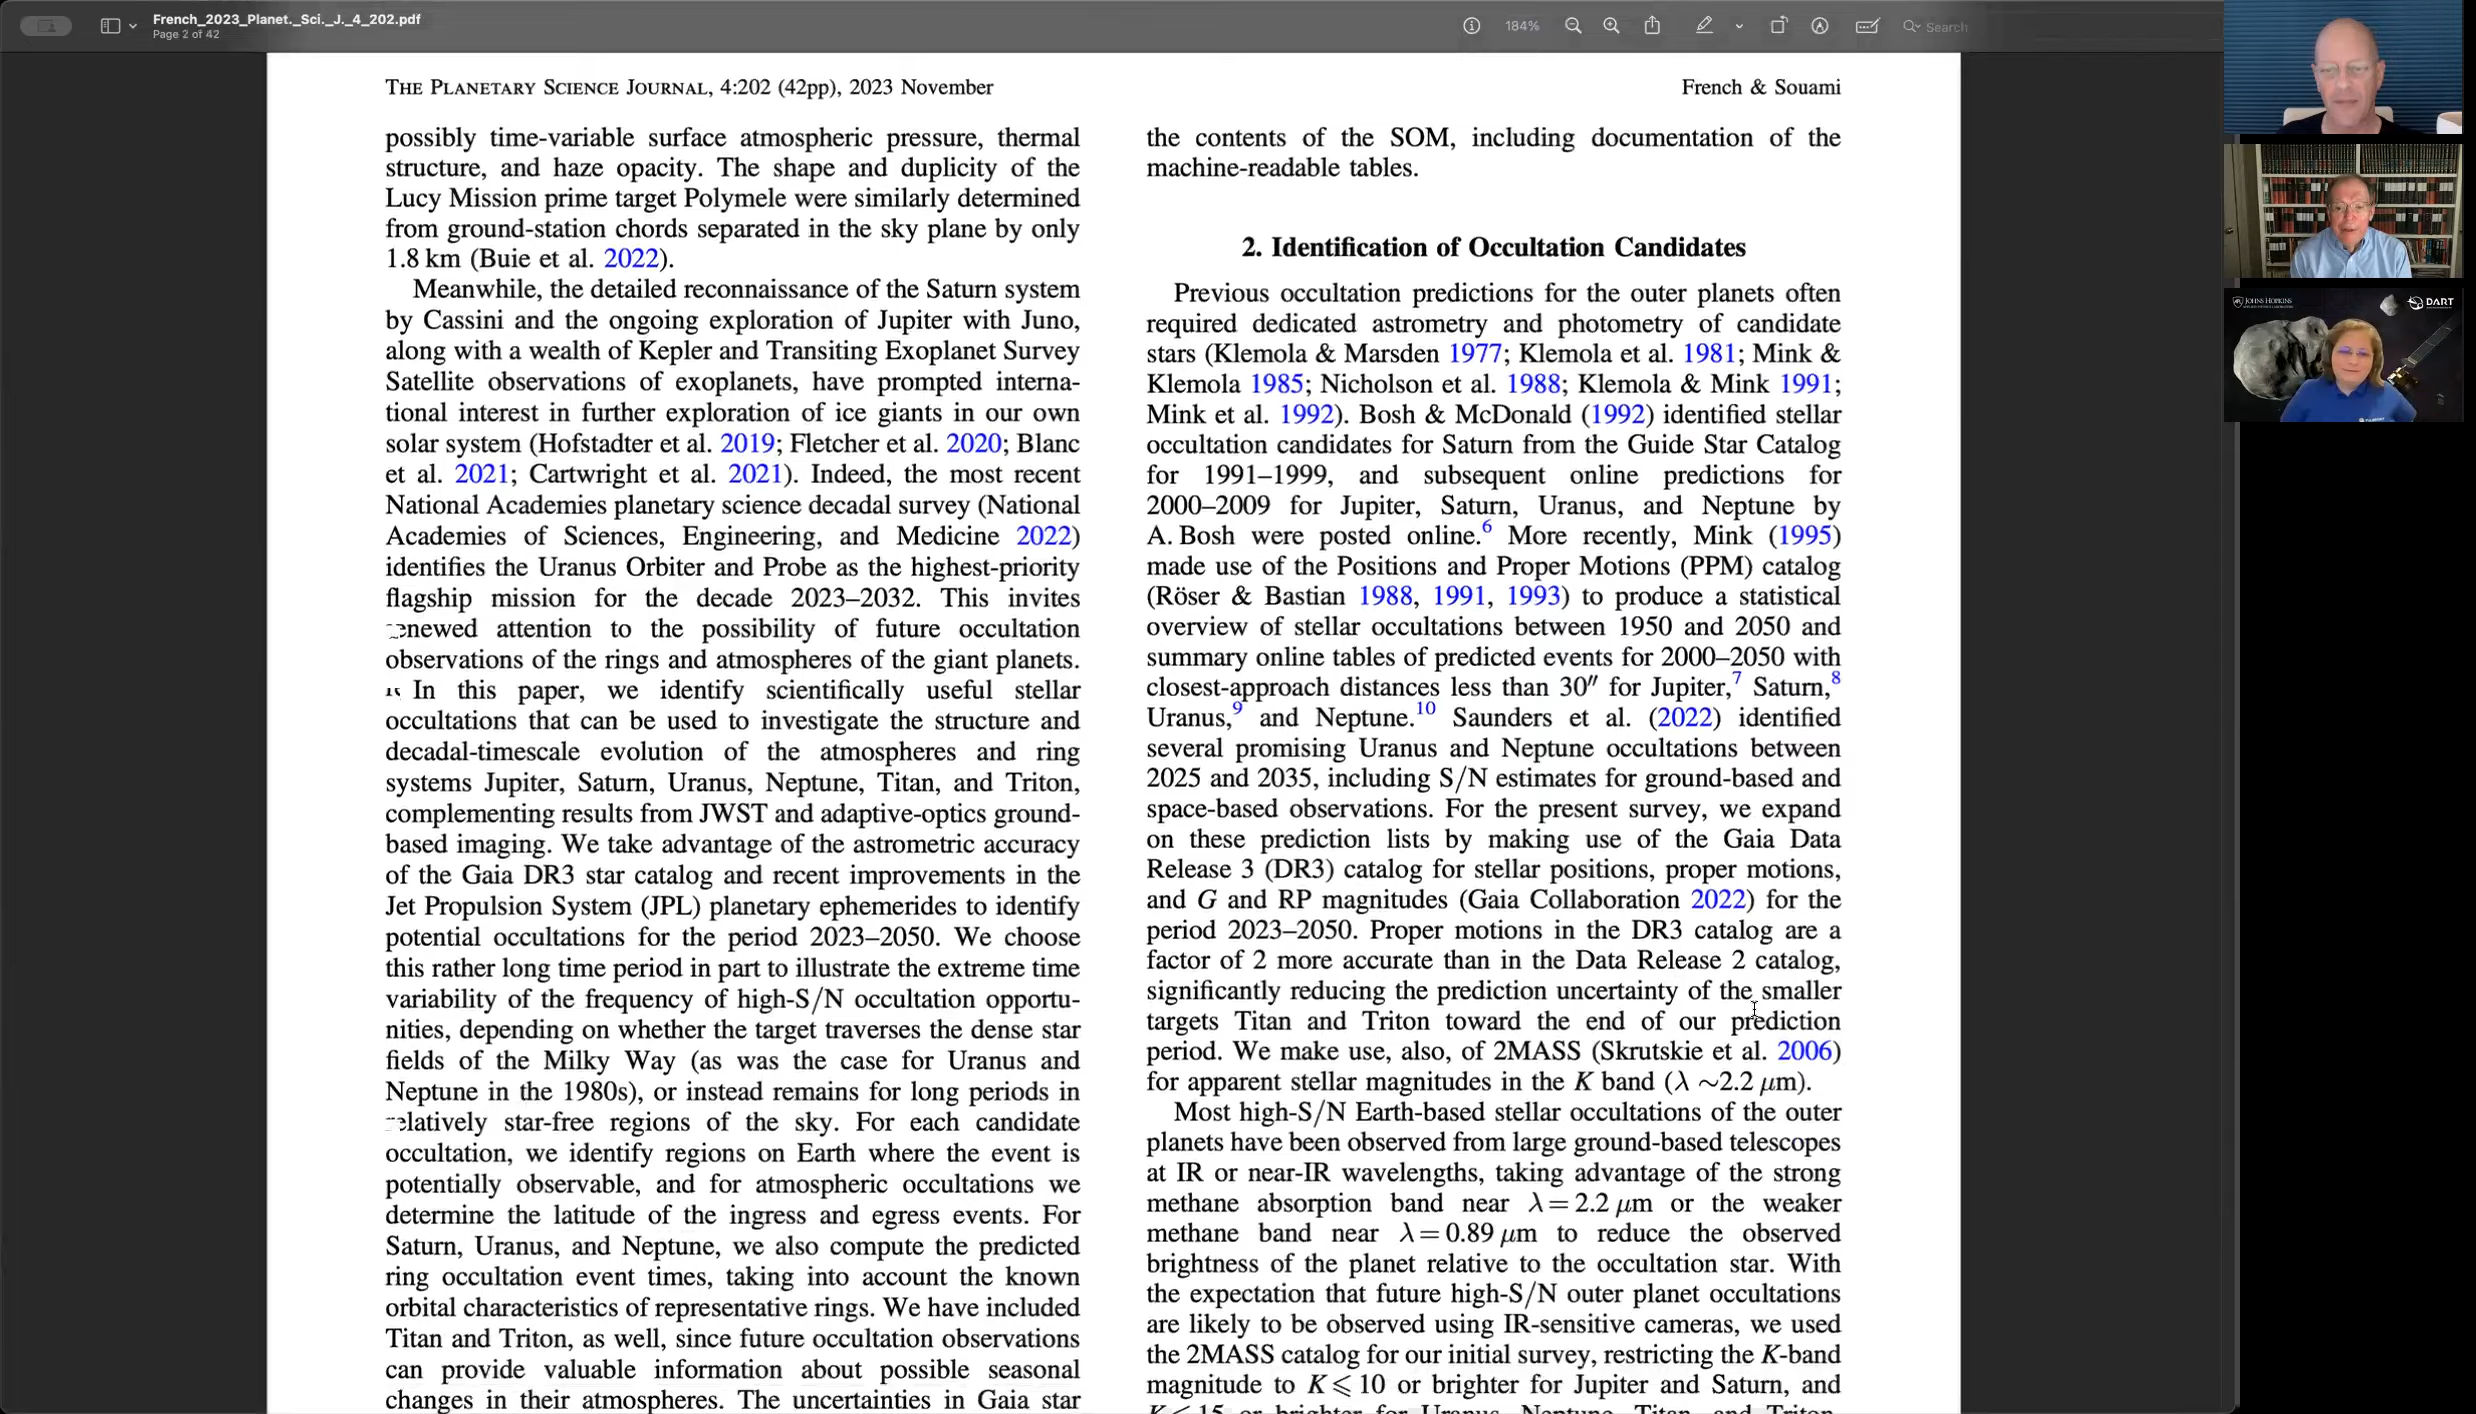 French_2023_Planet._Sci._J._4_202.pdf
Page 2 of 42
184%
Search
THE PLANETARY SCIENCE JOURNAL, 4:202 (42pp), 2023 November
French & Souami
possibly time-variable surface atmospheric pressure, thermal
structure, and haze opacity. The shape and duplicity of the
Lucy Mission prime target Polymele were similarly determined
from ground-station chords separated in the sky plane by only
1.8 km (Buie et al. 2022).
Meanwhile, the detailed reconnaissance of the Saturn system
by Cassini and the ongoing exploration of Jupiter with Juno,
along with a wealth of Kepler and Transiting Exoplanet Survey
Satellite observations of exoplanets, have prompted interna-
tional interest in further exploration of ice giants in our own
solar system (Hofstadter et al. 2019; Fletcher et al. 2020; Blanc
et al. 2021; Cartwright et al. 2021). Indeed, the most recent
National Academies planetary science decadal survey (National
Academies of Sciences, Engineering, and Medicine 2022)
identifies the Uranus Orbiter and Probe as the highest-priority
flagship mission for the decade 2023–2032. This invites
renewed attention to the possibility of future occultation
observations of the rings and atmospheres of the giant planets.
In this paper, we identify scientifically useful stellar
occultations that can be used to investigate the structure and
decadal-timescale evolution of the atmospheres and ring
systems Jupiter, Saturn, Uranus, Neptune, Titan, and Triton,
complementing results from JWST and adaptive-optics ground-
based imaging. We take advantage of the astrometric accuracy
of the Gaia DR3 star catalog and recent improvements in the
Jet Propulsion System (JPL) planetary ephemerides to identify
potential occultations for the period 2023–2050. We choose
this rather long time period in part to illustrate the extreme time
variability of the frequency of high-S/N occultation opportu-
nities, depending on whether the target traverses the dense star
fields of the Milky Way (as was the case for Uranus and
Neptune in the 1980s), or instead remains for long periods in
relatively star-free regions of the sky. For each candidate
occultation, we identify regions on Earth where the event is
potentially observable, and for atmospheric occultations we
determine the latitude of the ingress and egress events. For
Saturn, Uranus, and Neptune, we also compute the predicted
ring occultation event times, taking into account the known
orbital characteristics of representative rings. We have included
Titan and Triton, as well, since future occultation observations
can provide valuable information about possible seasonal
changes in their atmospheres. The uncertainties in Gaia star
the contents of the SOM, including documentation of the
machine-readable tables.
2. Identification of Occultation Candidates
Previous occultation predictions for the outer planets often
required dedicated astrometry and photometry of candidate
stars (Klemola & Marsden 1977; Klemola et al. 1981; Mink &
Klemola 1985; Nicholson et al. 1988; Klemola & Mink 1991;
Mink et al. 1992). Bosh & McDonald (1992) identified stellar
occultation candidates for Saturn from the Guide Star Catalog
for 1991–1999, and subsequent online predictions for
2000–2009 for Jupiter, Saturn, Uranus, and Neptune by
A. Bosh were posted online.⁶ More recently, Mink (1995)
made use of the Positions and Proper Motions (PPM) catalog
(Röser & Bastian 1988, 1991, 1993) to produce a statistical
overview of stellar occultations between 1950 and 2050 and
summary online tables of predicted events for 2000–2050 with
closest-approach distances less than 30″ for Jupiter,⁷ Saturn,⁸
Uranus,⁹ and Neptune.¹⁰ Saunders et al. (2022) identified
several promising Uranus and Neptune occultations between
2025 and 2035, including S/N estimates for ground-based and
space-based observations. For the present survey, we expand
on these prediction lists by making use of the Gaia Data
Release 3 (DR3) catalog for stellar positions, proper motions,
and G and RP magnitudes (Gaia Collaboration 2022) for the
period 2023–2050. Proper motions in the DR3 catalog are a
factor of 2 more accurate than in the Data Release 2 catalog,
significantly reducing the prediction uncertainty of the smaller
targets Titan and Triton toward the end of our prediction
period. We make use, also, of 2MASS (Skrutskie et al. 2006)
for apparent stellar magnitudes in the K band (λ ~2.2 μm).
Most high-S/N Earth-based stellar occultations of the outer
planets have been observed from large ground-based telescopes
at IR or near-IR wavelengths, taking advantage of the strong
methane absorption band near λ = 2.2 μm or the weaker
methane band near λ = 0.89 μm to reduce the observed
brightness of the planet relative to the occultation star. With
the expectation that future high-S/N outer planet occultations
are likely to be observed using IR-sensitive cameras, we used
the 2MASS catalog for our initial survey, restricting the K-band
magnitude to K ⩽ 10 or brighter for Jupiter and Saturn, and
K ⩽ 15 or brighter for Uranus, Neptune, Titan, and Triton.
JOHNS HOPKINS
DART